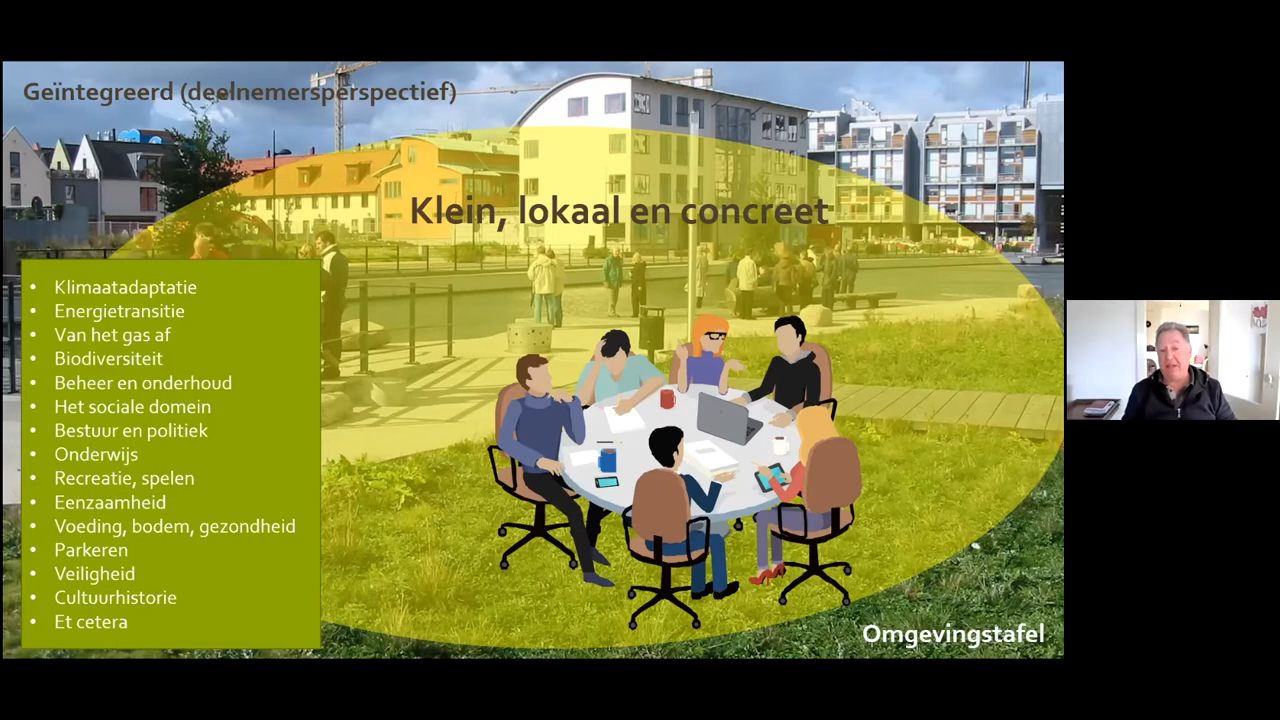 Geïntegreerd (deelnemersperspectief)
Klein, lokaal en concreet
• Klimaatadaptatie
• Energietransitie
• Van het gas af
• Biodiversiteit
• Beheer en onderhoud
• Het sociale domein
• Bestuur en politiek
• Onderwijs
• Recreatie, spelen
• Eenzaamheid
• Voeding, bodem, gezondheid
• Parkeren
• Veiligheid
• Cultuurhistorie
• Et cetera
Omgevingstafel